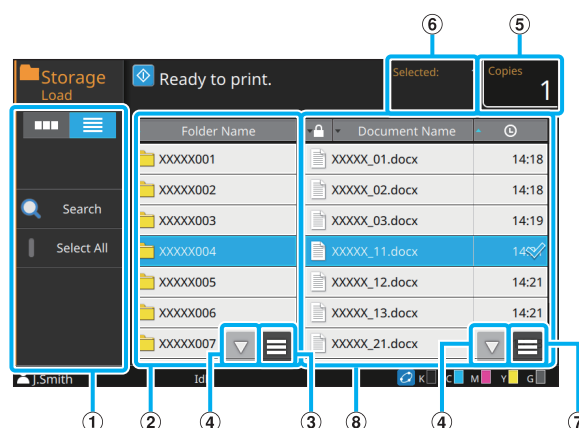 ⑥ ⑤
Storage
Load
Ready to print.
Selected:
Copies
1
Folder Name
Document Name
XXXXX001
XXXXX_01.docx 14:18
XXXXX002
XXXXX_02.docx 14:18
Search
XXXXX003
XXXXX_03.docx 14:19
Select All
XXXXX004
XXXXX_11.docx
XXXXX005
XXXXX_12.docx 14:21
XXXXX006
XXXXX_13.docx 14:21
XXXXX007
XXXXX_21.docx
J.Smith
K C M Y G
① ② ④ ③ ⑧ ④ ⑦